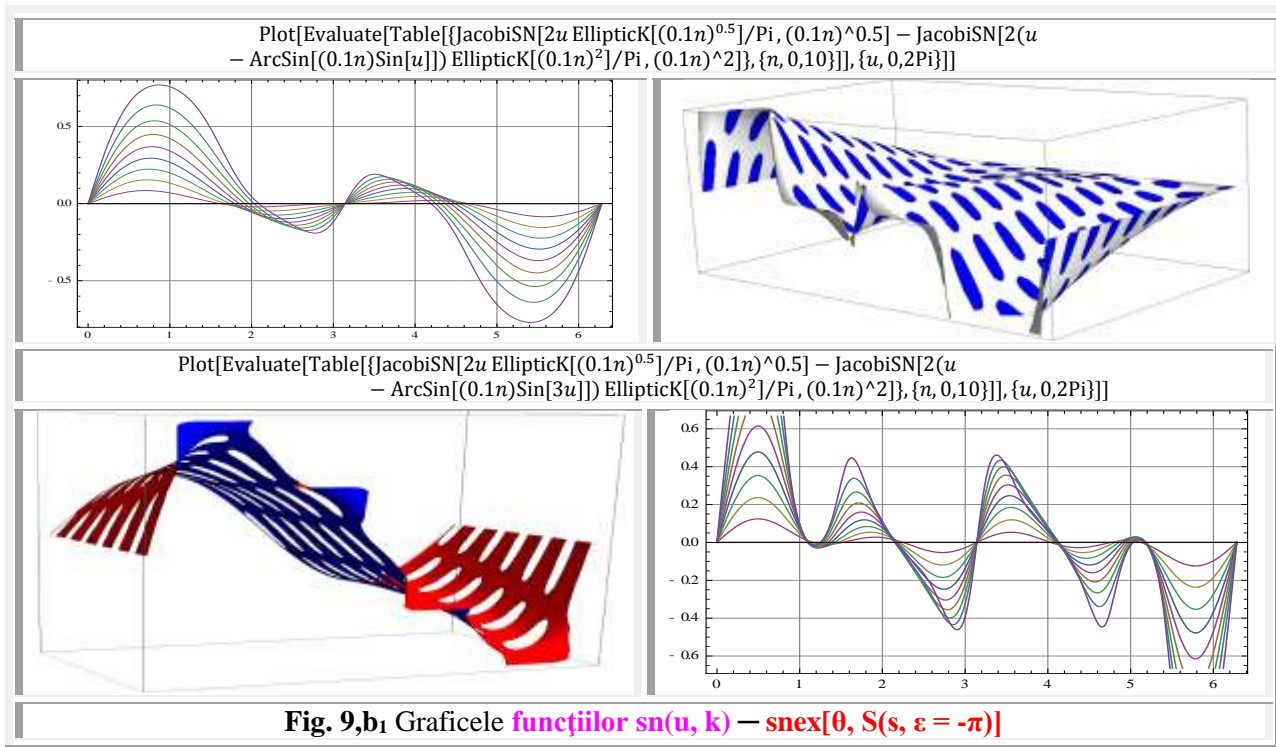 Plot[Evaluate[Table[{JacobiSN[2u EllipticK[(0.1n)^0.5]/Pi, (0.1n)^0.5] − JacobiSN[2(u
− ArcSin[(0.1n)Sin[u]]) EllipticK[(0.1n)^2]/Pi, (0.1n)^2]}, {n, 0,10}]], {u, 0,2Pi}]]
0.5
0.0
- 0.5
0 1 2 3 4 5 6
Plot[Evaluate[Table[{JacobiSN[2u EllipticK[(0.1n)^0.5]/Pi, (0.1n)^0.5] − JacobiSN[2(u
− ArcSin[(0.1n)Sin[3u]]) EllipticK[(0.1n)^2]/Pi, (0.1n)^2]}, {n, 0,10}]], {u, 0,2Pi}]]
0.6
0.4
0.2
0.0
- 0.2
- 0.4
- 0.6
0 1 2 3 4 5 6
Fig. 9,b₁ Graficele funcţiilor sn(u, k) — snex[θ, S(s, ε = -π)]